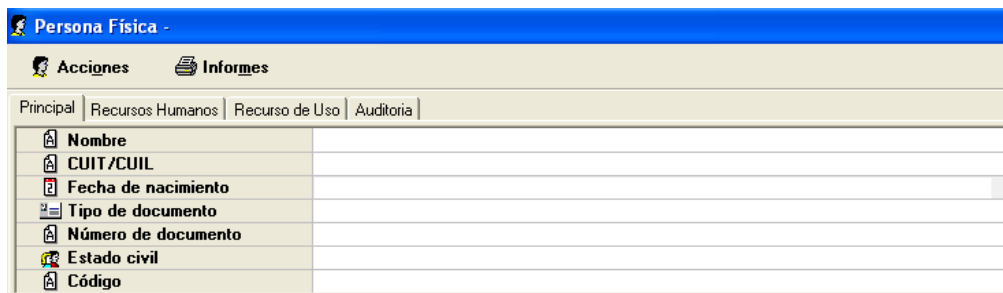 Persona Física -
Acciones Informes
Principal Recursos Humanos Recurso de Uso Auditoria
Nombre
CUIT/CUIL
Fecha de nacimiento
Tipo de documento
Número de documento
Estado civil
Código